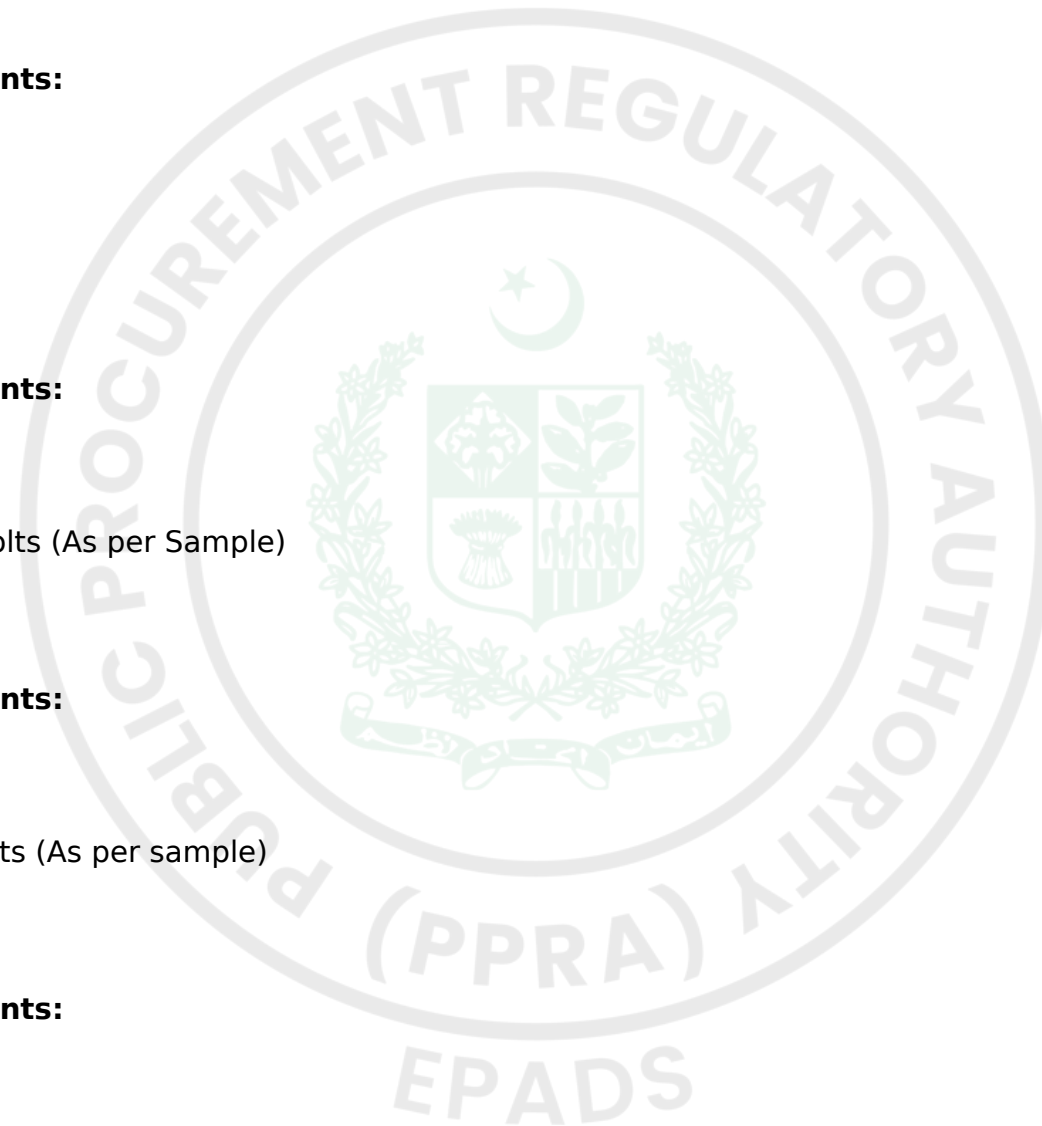 nts:
nts:
olts (As per Sample)
nts:
ts (As per sample)
nts:
PUBLIC PROCUREMENT REGULATORY AUTHORITY
(PPRA)
EPADS